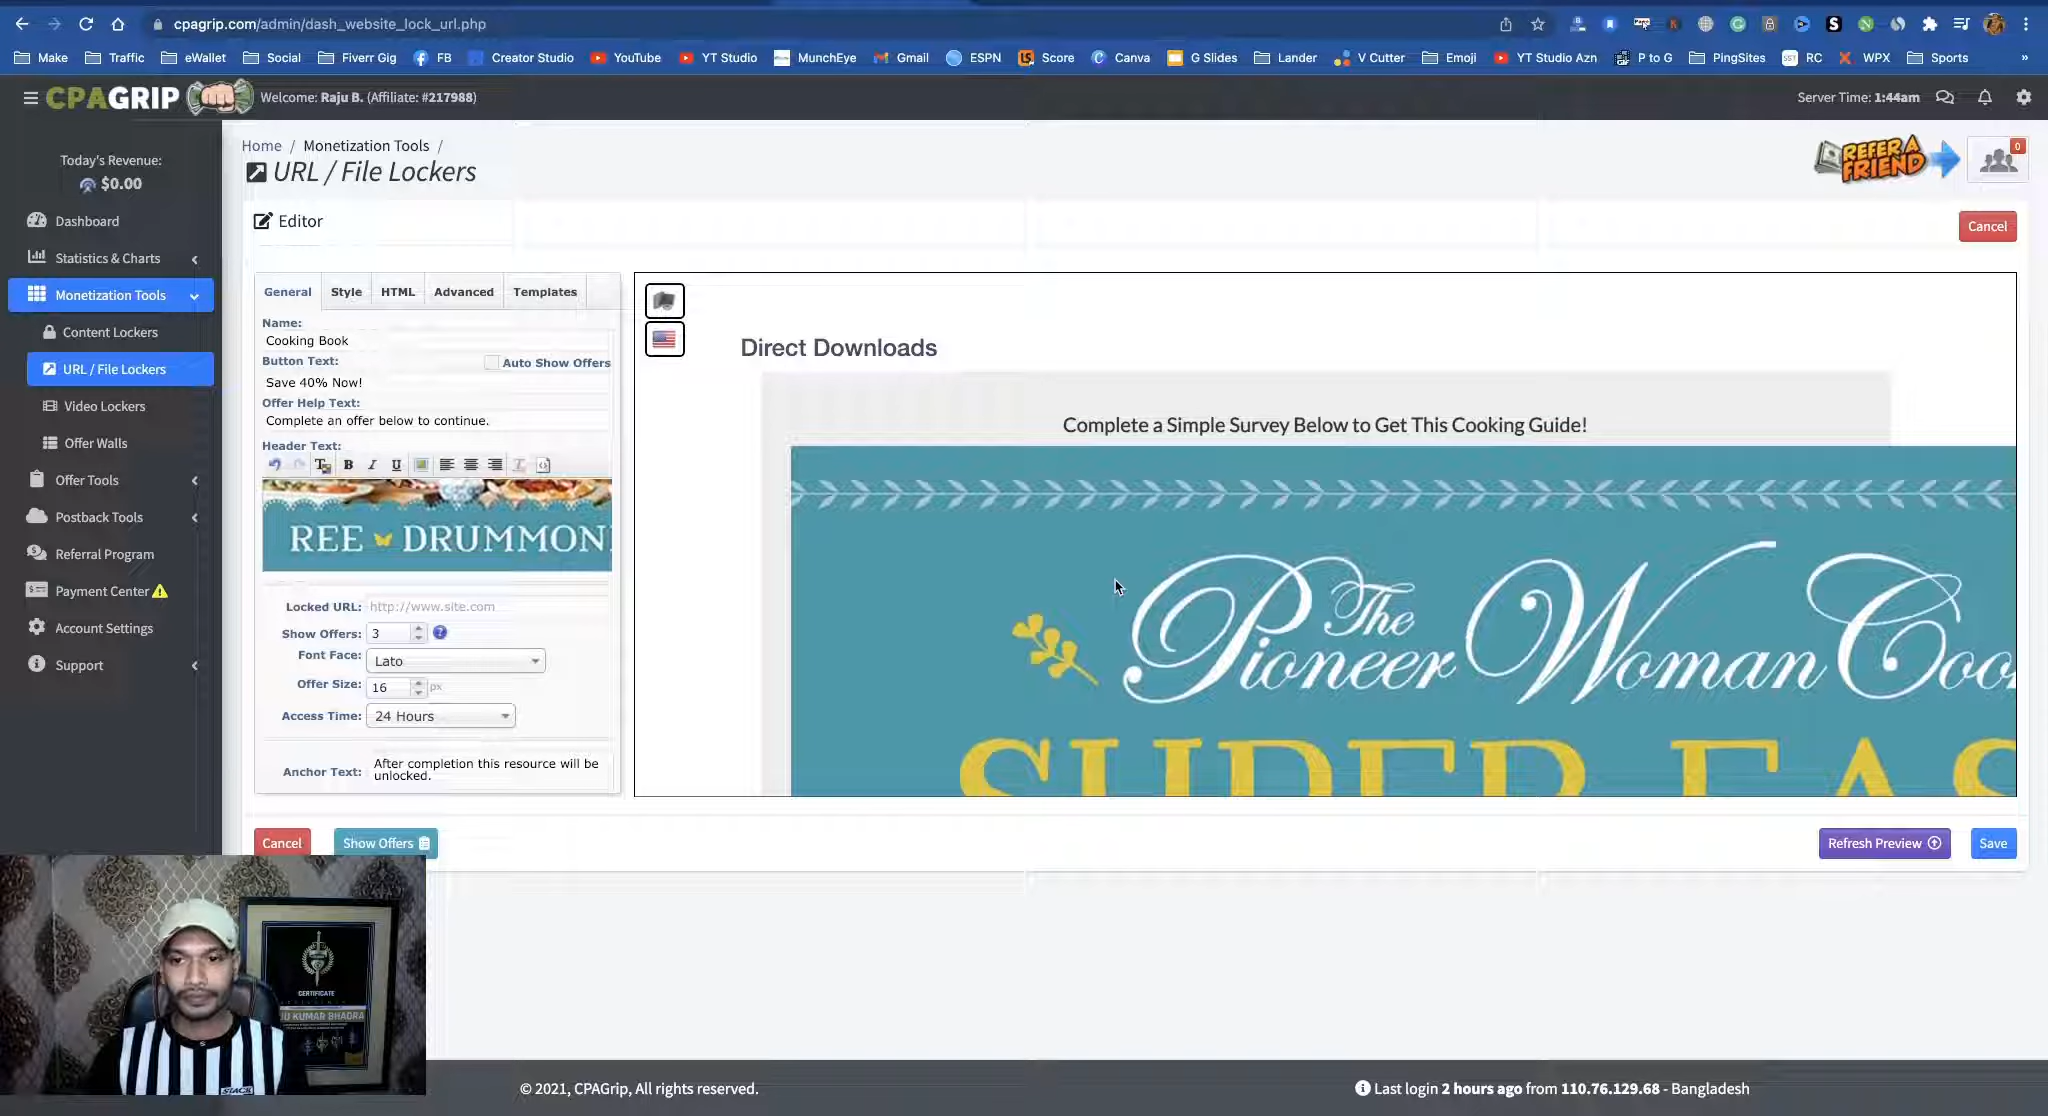 cpagrip.com/admin/dash_website_lock_url.php
Make Traffic eWallet Social Fiverr Gig FB Creator Studio YouTube YT Studio MunchEye Gmail ESPN Score Canva G Slides Lander V Cutter Emoji YT Studio Azn P to G PingSites RC WPX Sports »
CPAGRIP Welcome: Raju B. (Affiliate: #217988) Server Time: 1:44am
Today's Revenue:
$0.00
Dashboard
Statistics & Charts
Monetization Tools
Content Lockers
URL / File Lockers
Video Lockers
Offer Walls
Offer Tools
Postback Tools
Referral Program
Payment Center
Account Settings
Support
Home / Monetization Tools /
URL / File Lockers
REFER A
FRIEND
0
Editor
Cancel
General Style HTML Advanced Templates
Name:
Cooking Book
Button Text:
Auto Show Offers
Save 40% Now!
Offer Help Text:
Complete an offer below to continue.
Header Text:
B I U
REE DRUMMON
Locked URL: http://www.site.com
Show Offers: 3
Font Face: Lato
Offer Size: 16 px
Access Time: 24 Hours
Anchor Text: After completion this resource will be
unlocked.
Direct Downloads
Complete a Simple Survey Below to Get This Cooking Guide!
The
Pioneer Woman Coo
SUPER EAS
Cancel
Show Offers
Refresh Preview
Save
CERTIFICATE
JU KUMAR BHADRA
© 2021, CPAGrip, All rights reserved.
Last login 2 hours ago from 110.76.129.68 - Bangladesh